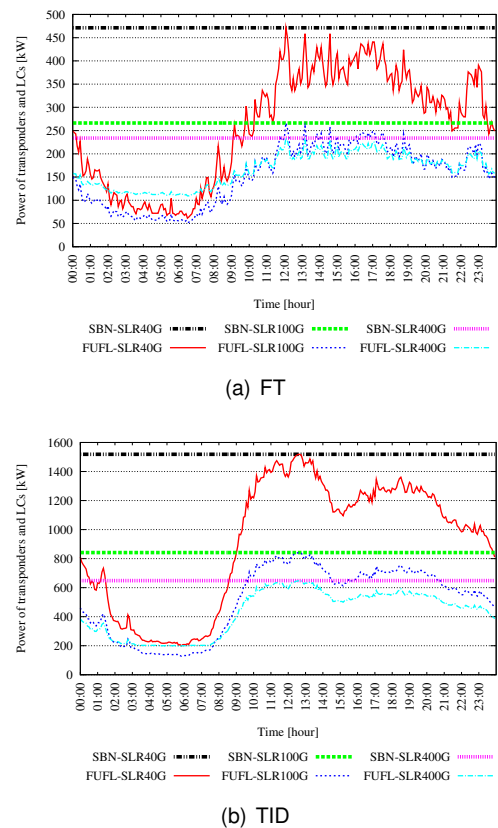 Power of transponders and LCs [kW]
500
450
400
350
300
250
200
150
100
50
0
00:00 01:00 02:00 03:00 04:00 05:00 06:00 07:00 08:00 09:00 10:00 11:00 12:00 13:00 14:00 15:00 16:00 17:00 18:00 19:00 20:00 21:00 22:00 23:00
Time [hour]
SBN-SLR40G SBN-SLR100G SBN-SLR400G
FUFL-SLR40G FUFL-SLR100G FUFL-SLR400G
(a) FT
Power of transponders and LCs [kW]
1600
1400
1200
1000
800
600
400
200
0
00:00 01:00 02:00 03:00 04:00 05:00 06:00 07:00 08:00 09:00 10:00 11:00 12:00 13:00 14:00 15:00 16:00 17:00 18:00 19:00 20:00 21:00 22:00 23:00
Time [hour]
SBN-SLR40G SBN-SLR100G SBN-SLR400G
FUFL-SLR40G FUFL-SLR100G FUFL-SLR400G
(b) TID